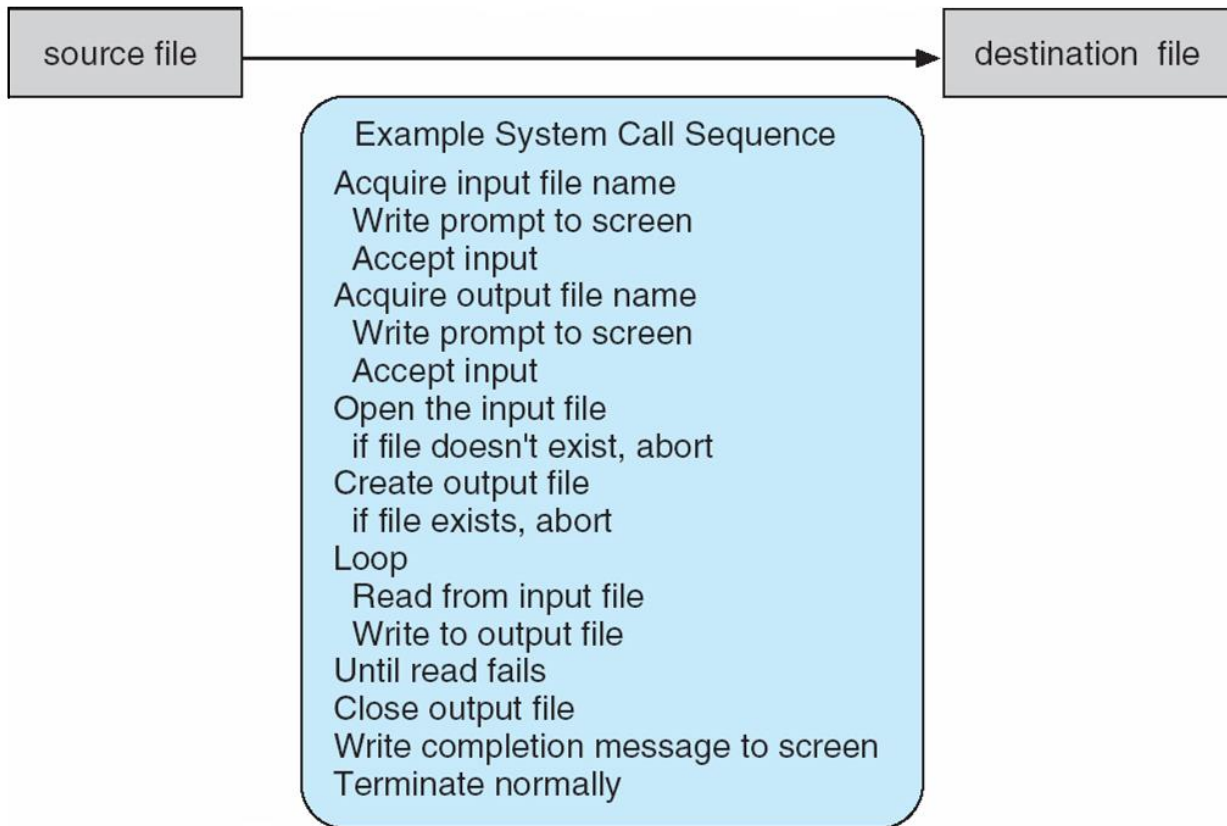 source file
destination file
Example System Call Sequence
Acquire input file name
Write prompt to screen
Accept input
Acquire output file name
Write prompt to screen
Accept input
Open the input file
if file doesn't exist, abort
Create output file
if file exists, abort
Loop
Read from input file
Write to output file
Until read fails
Close output file
Write completion message to screen
Terminate normally